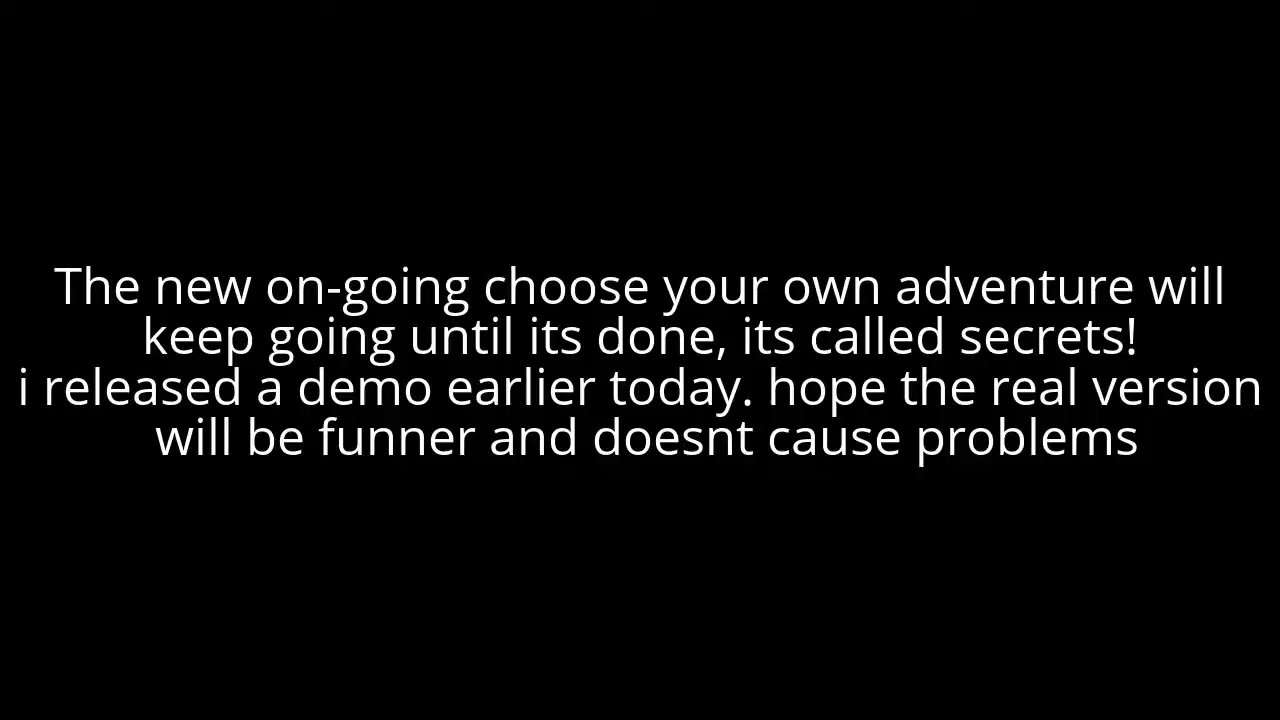 The new on-going choose your own adventure will
keep going until its done, its called secrets!
i released a demo earlier today. hope the real version
will be funner and doesnt cause problems